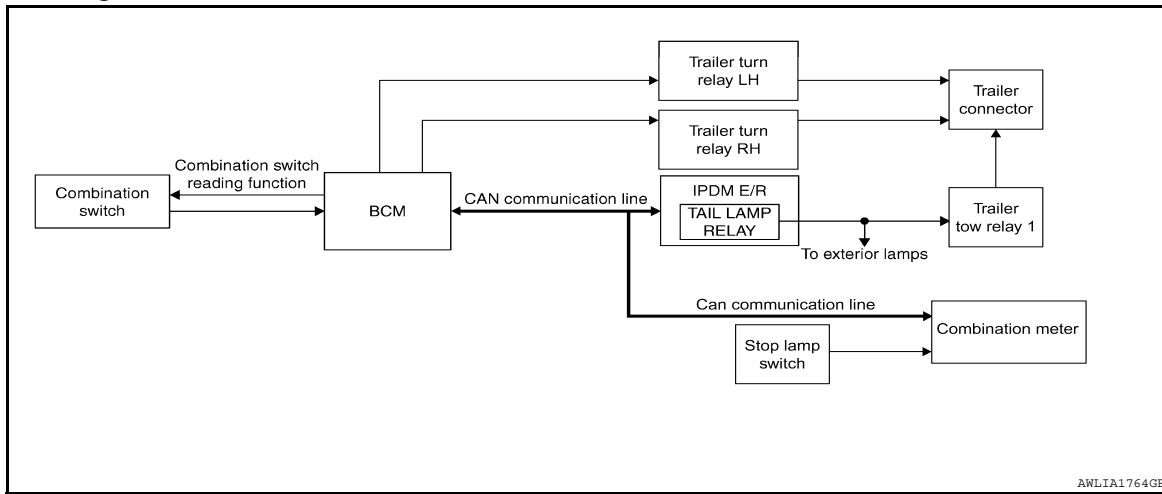 Trailer turn
relay LH
Trailer
connector
Trailer turn
relay RH
Combination switch
reading function
Combination
switch
BCM
CAN communication line
IPDM E/R
TAIL LAMP
RELAY
Trailer
tow relay 1
To exterior lamps
Can communication line
Combination meter
Stop lamp
switch
AWLIA1764GB